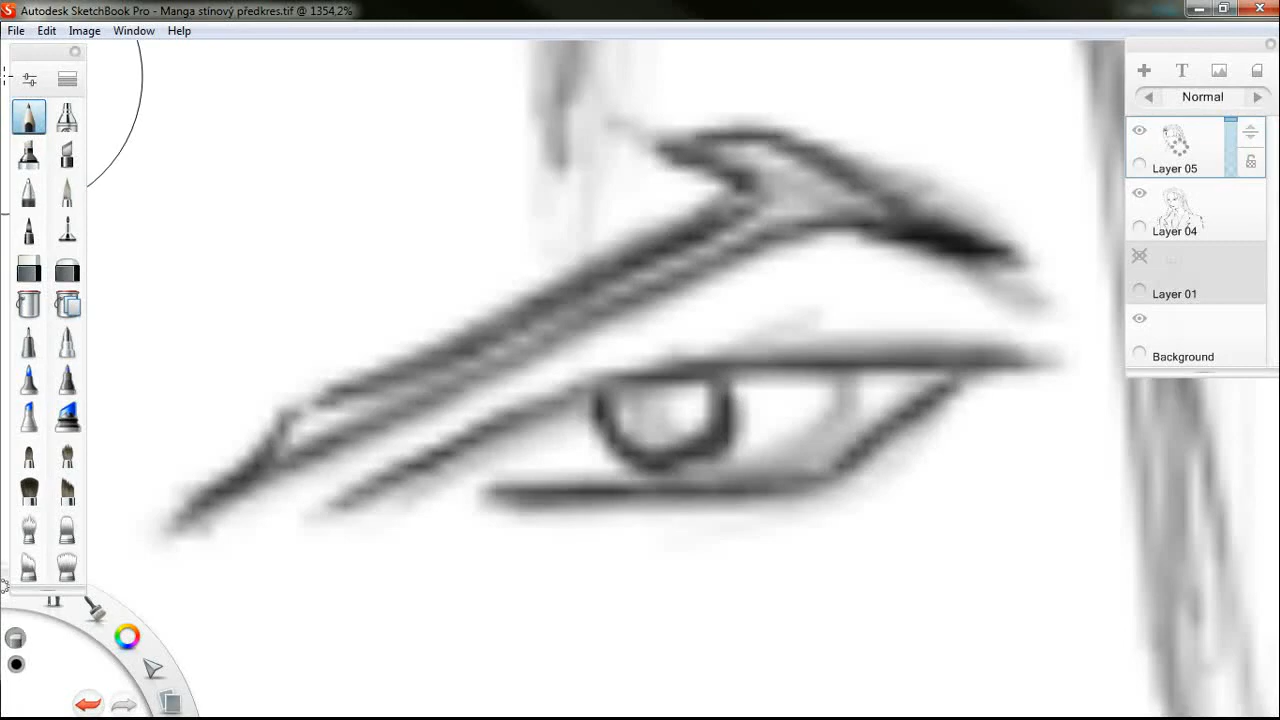 Autodesk SketchBook Pro - Manga stínový předkres.tif @ 1354,2%
File Edit Image Window Help
Normal
Layer 05
Layer 04
Layer 01
Background